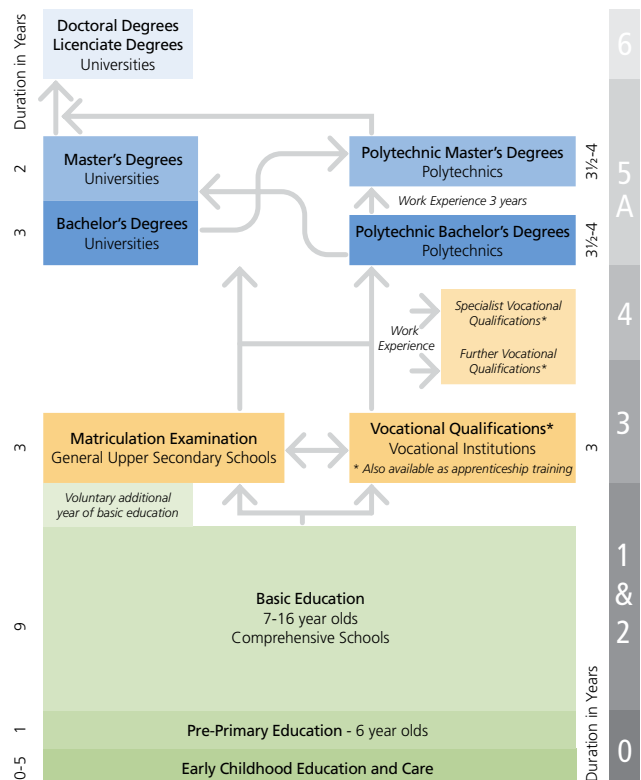 Duration in Years
Doctoral Degrees
Licenciate Degrees
Universities
6
2
Master's Degrees
Universities
Polytechnic Master's Degrees
Polytechnics
3½-4
5
A
Work Experience 3 years
3
Bachelor's Degrees
Universities
Polytechnic Bachelor's Degrees
Polytechnics
3½-4
4
Specialist Vocational
Qualifications*
Work
Experience
Further Vocational
Qualifications*
3
3
Matriculation Examination
General Upper Secondary Schools
Vocational Qualifications*
Vocational Institutions
* Also available as apprenticeship training
3
Voluntary additional
year of basic education
1
&
2
9
Basic Education
7-16 year olds
Comprehensive Schools
Duration in Years
1
Pre-Primary Education - 6 year olds
0
0-5
Early Childhood Education and Care